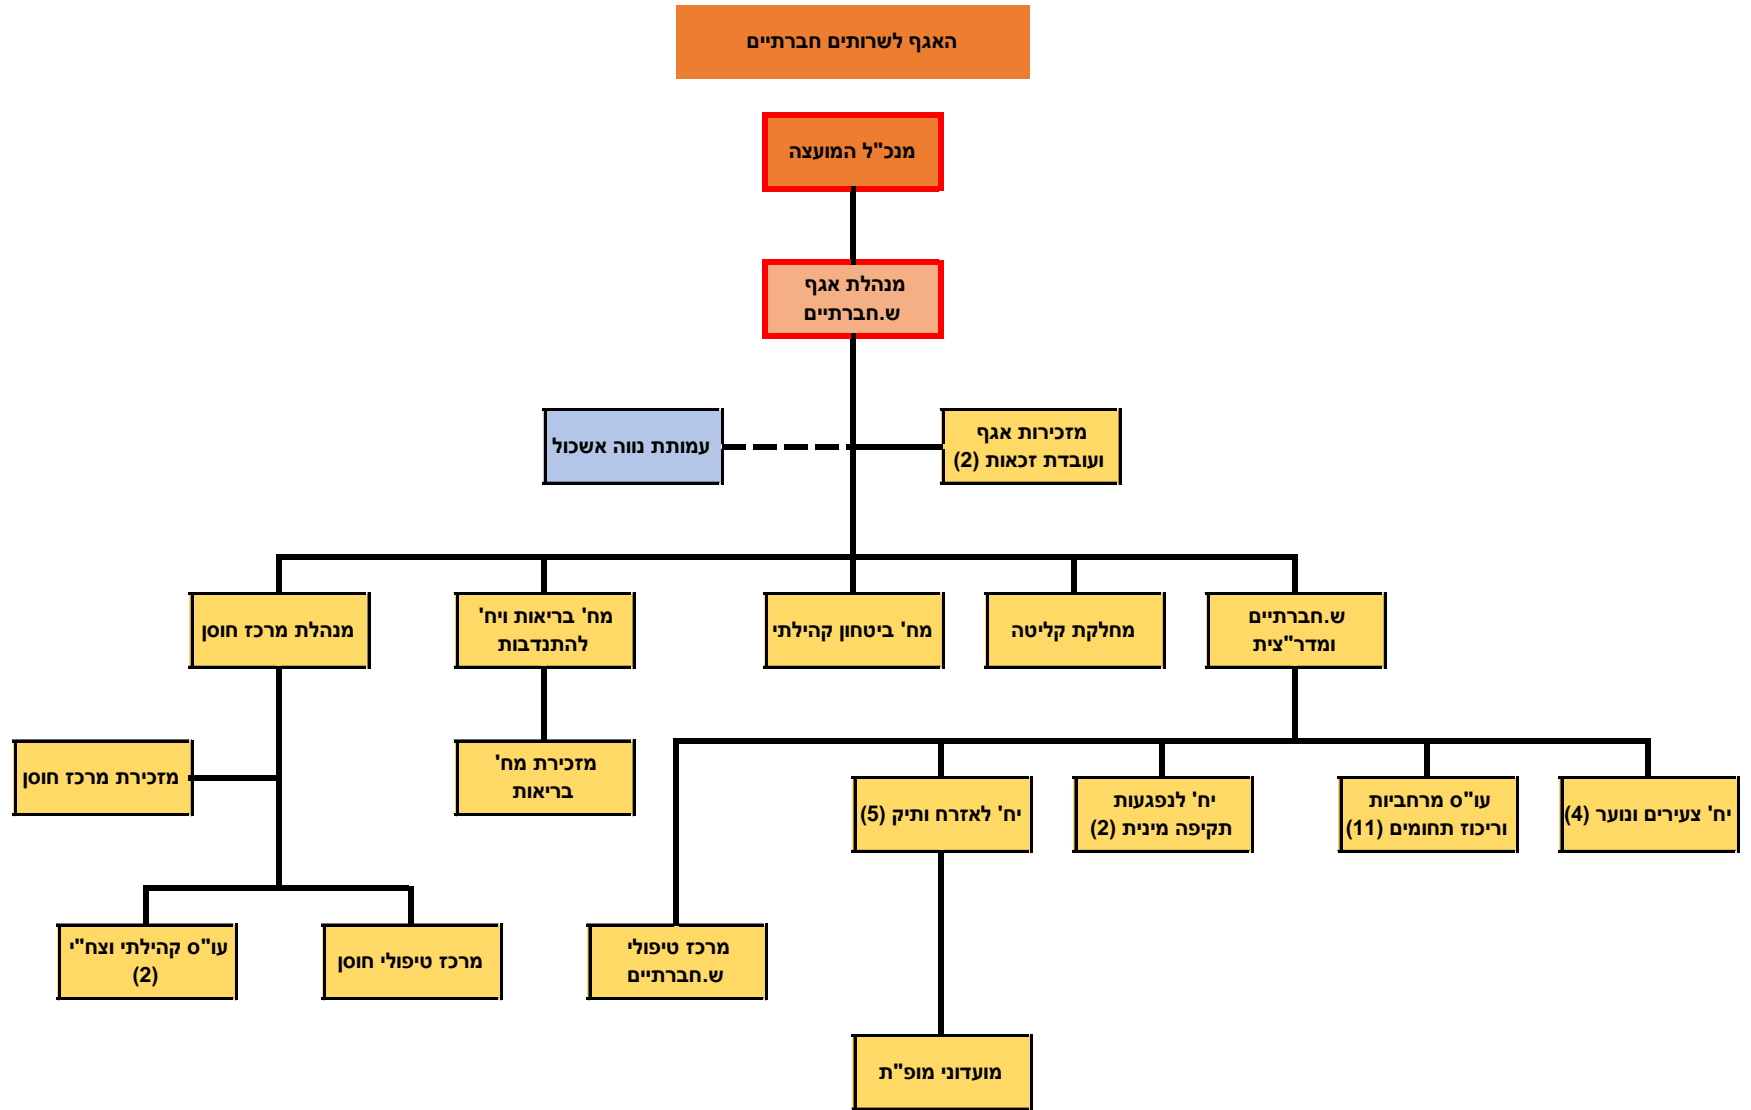 האגף לשרותים חברתיים
מנכ"ל המועצה
מנהלת אגף
ש.חברתיים
מזכירות אגף
ועובדת זכאות (2)
עמותת נווה אשכול
ש.חברתיים
ומדר"צית
מחלקת קליטה
מח' ביטחון קהילתי
מח' בריאות ויח'
להתנדבות
מנהלת מרכז חוסן
יח' צעירים ונוער (4)
עו"ס מרחביות
וריכוז תחומים (11)
יח' לנפגעות
תקיפה מינית (2)
יח' לאזרח ותיק (5)
מזכירת מח'
בריאות
מזכירת מרכז חוסן
מרכז טיפולי
ש.חברתיים
מרכז טיפולי חוסן
עו"ס קהילתי וצח"י
(2)
מועדוני מופ"ת